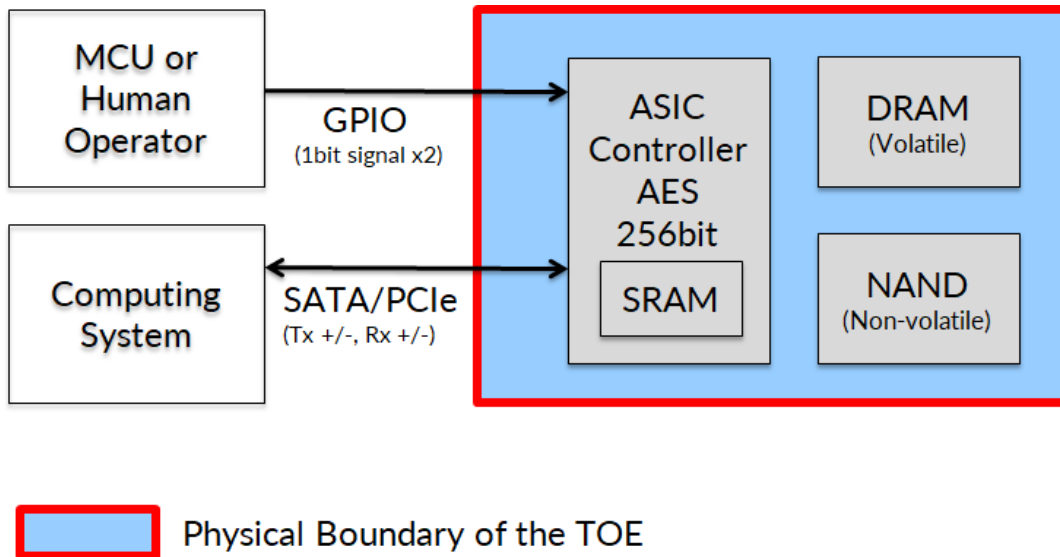 MCU or
Human
Operator
GPIO
(1bit signal x2)
ASIC
Controller
AES
256bit
SRAM
DRAM
(Volatile)
Computing
System
SATA/PCIe
(Tx +/-, Rx +/-)
NAND
(Non-volatile)
Physical Boundary of the TOE